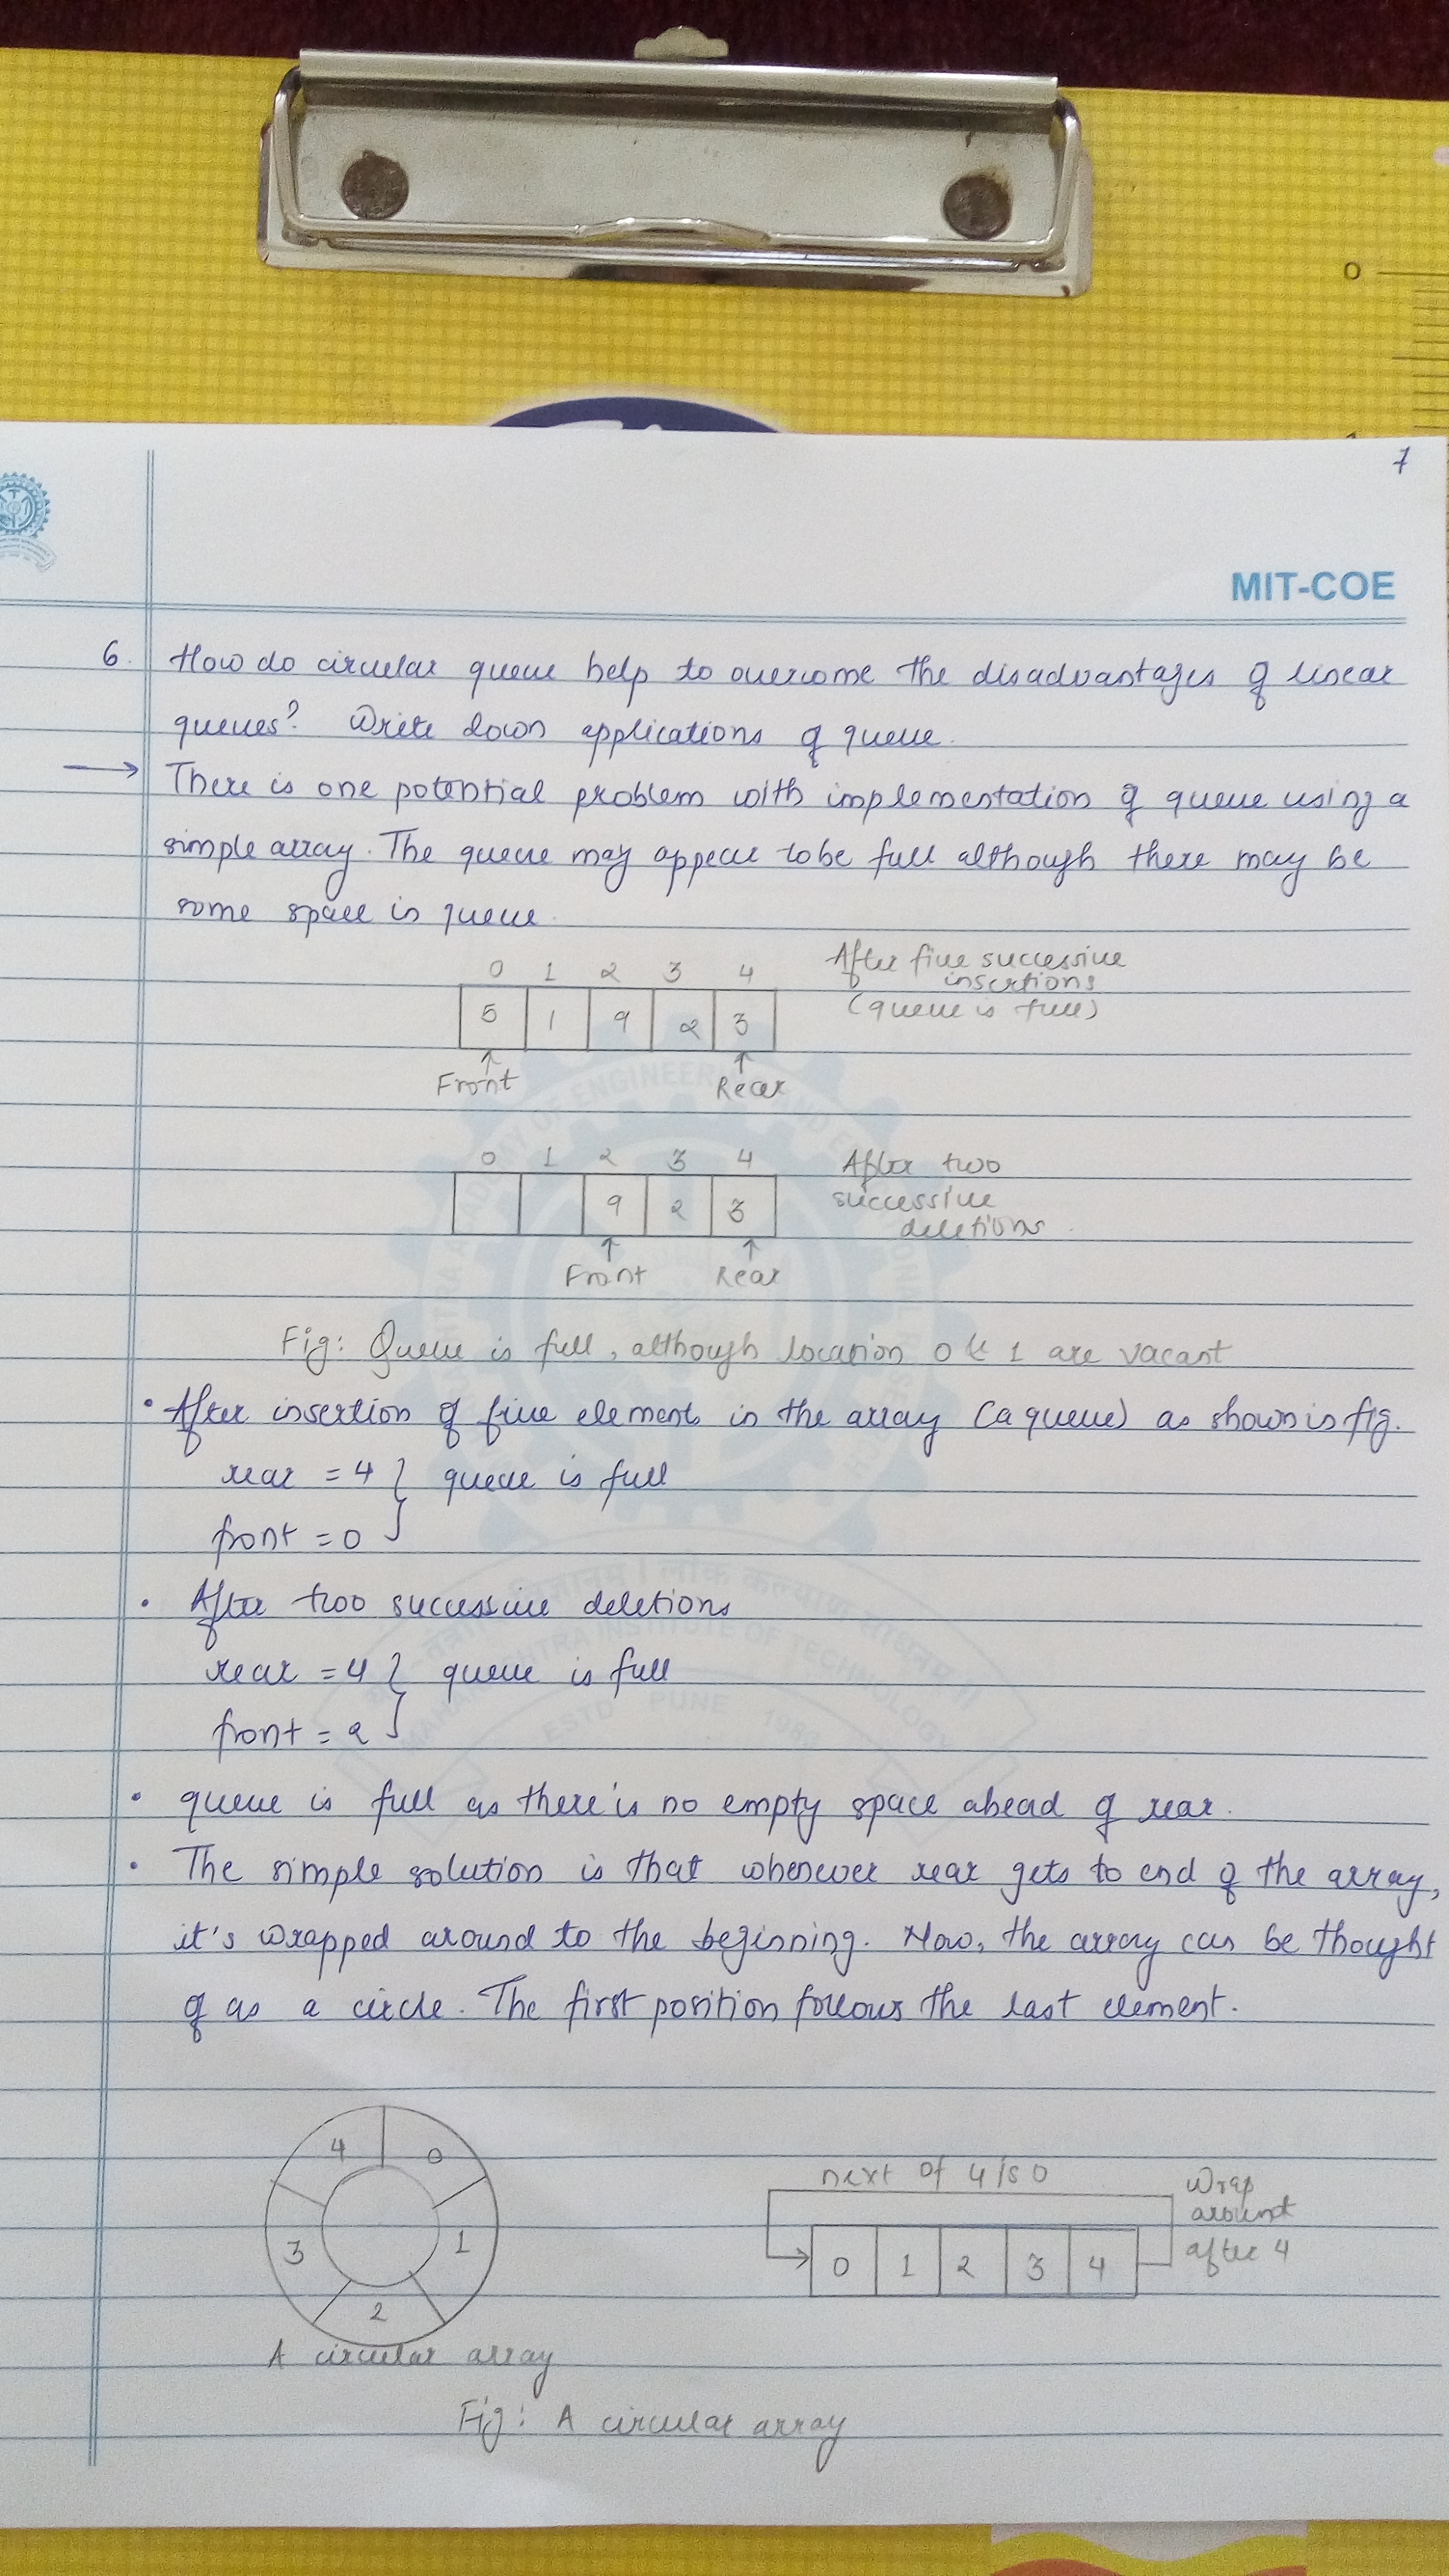 0
7
MIT-COE
6. How do circular queue help to overcome the disadvantages of linear
queues? Write down applications of queue.
→ There is one potential problem with implementation of queue using a
simple array. The queue may appear to be full although there may be
some space in queue.
0 1 2 3 4
After five successive
insertions
5 1 9 2 3
(queue is full)
Front Rear
0 1 2 3 4
After two
9 2 3
successive
deletions.
Front Rear
Fig: Queue is full, although location 0 & 1 are vacant
• After insertion of five elements in the array (a queue) as shown is fig.
rear = 4 } queue is full
front = 0
• After two successive deletions
rear = 4 } queue is full
front = 2
• queue is full as there is no empty space ahead of rear.
• The simple solution is that whenever rear gets to end of the array,
it's wrapped around to the beginning. Now, the array can be thought
of as a circle. The first position follows the last element.
4 0
3 1
2
A circular array
next of 4 is 0
Wrap
around
after 4
0 1 2 3 4
Fig: A circular array
MAHARASHTRA INSTITUTE OF TECHNOLOGY
ESTD PUNE